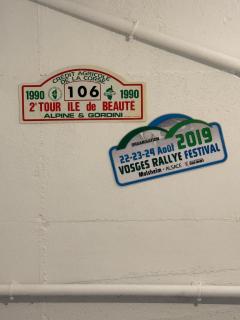 CREDIT AGRICOLE
DE LA CORSE
1990 106 1990
2e TOUR ILE de BEAUTÉ
ALPINE & GORDINI
ORGANISATION
2019
22-23-24 Août
VOSGES RALLYE FESTIVAL
Molsheim - ALSACE